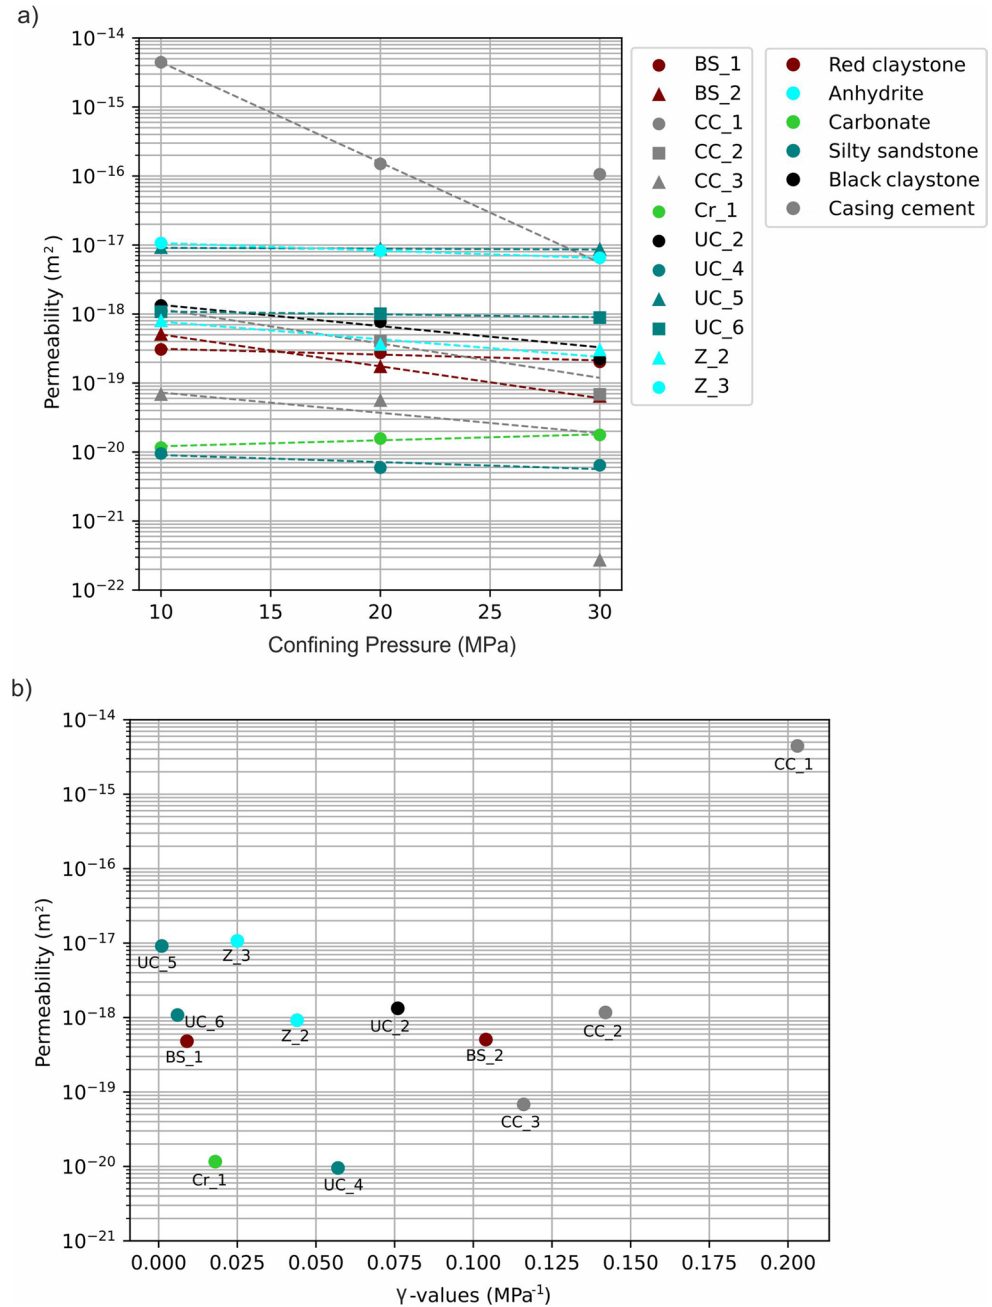 a)
10⁻¹⁴
10⁻¹⁵
10⁻¹⁶
10⁻¹⁷
10⁻¹⁸
10⁻¹⁹
10⁻²⁰
10⁻²¹
10⁻²²
Permeability (m²)
10 15 20 25 30
Confining Pressure (MPa)
BS_1
BS_2
CC_1
CC_2
CC_3
Cr_1
UC_2
UC_4
UC_5
UC_6
Z_2
Z_3
Red claystone
Anhydrite
Carbonate
Silty sandstone
Black claystone
Casing cement
b)
10⁻¹⁴
10⁻¹⁵
10⁻¹⁶
10⁻¹⁷
10⁻¹⁸
10⁻¹⁹
10⁻²⁰
10⁻²¹
Permeability (m²)
CC_1
UC_5
Z_3
UC_6
BS_1
Z_2
UC_2
BS_2
CC_2
CC_3
Cr_1
UC_4
0.000 0.025 0.050 0.075 0.100 0.125 0.150 0.175 0.200
γ-values (MPa⁻¹)